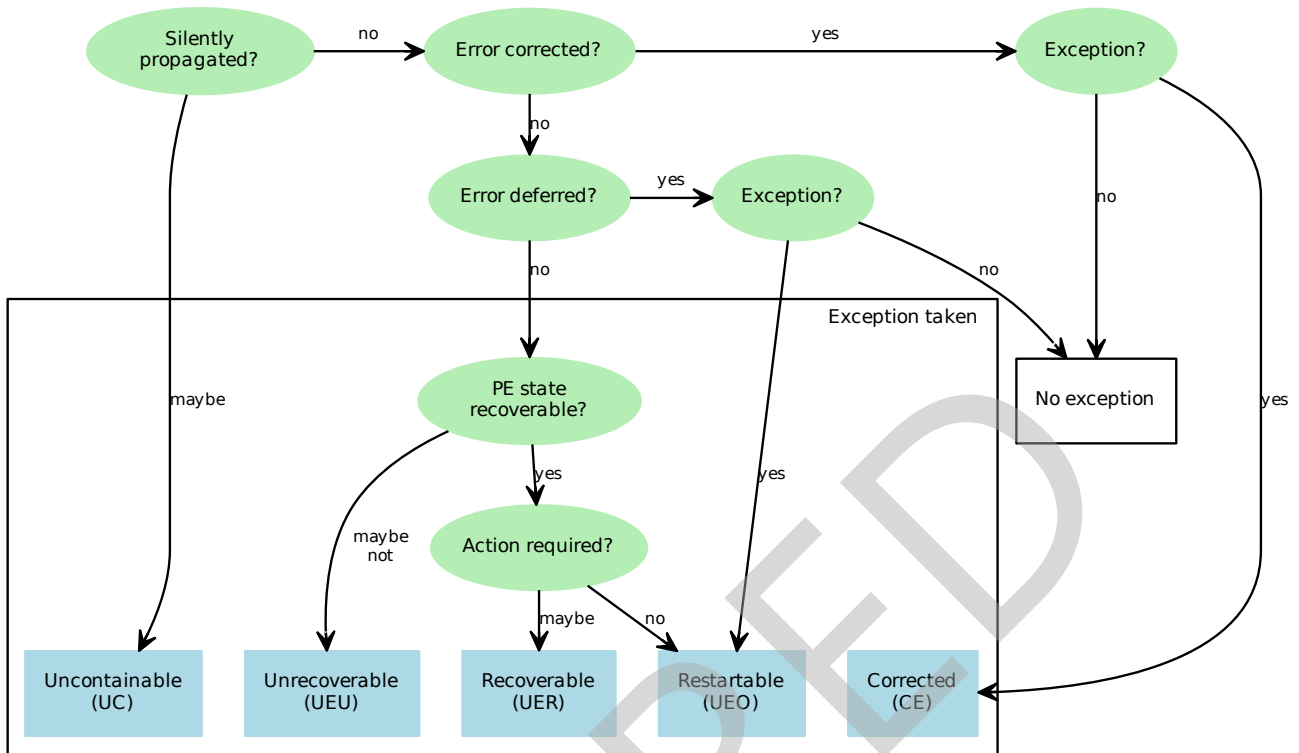 Silently
propagated?
no
Error corrected?
yes
Exception?
no
Error deferred?
yes
Exception?
no
no
no
Exception taken
PE state
recoverable?
No exception
maybe
yes
yes
yes
maybe
not
Action required?
maybe
no
Uncontainable
(UC)
Unrecoverable
(UEU)
Recoverable
(UER)
Restartable
(UEO)
Corrected
(CE)
PED